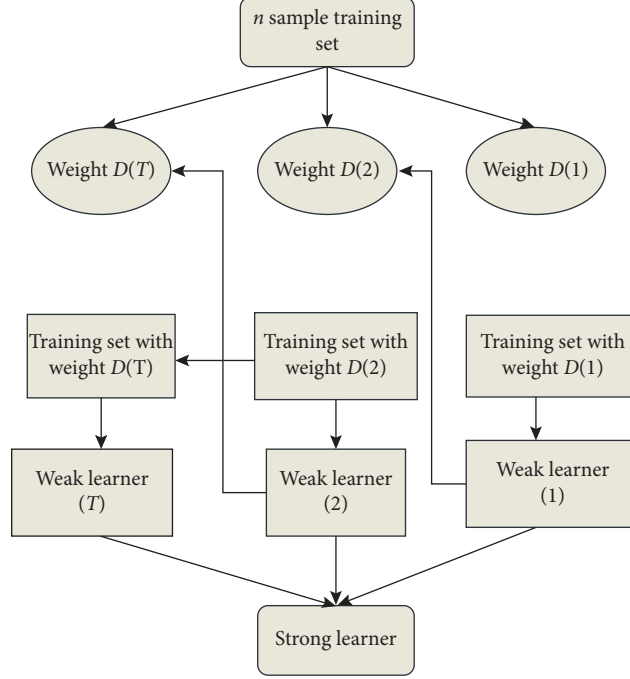 n sample training
set
Weight D(T)
Weight D(2)
Weight D(1)
Training set with
weight D(T)
Training set with
weight D(2)
Training set with
weight D(1)
Weak learner
(T)
Weak learner
(2)
Weak learner
(1)
Strong learner